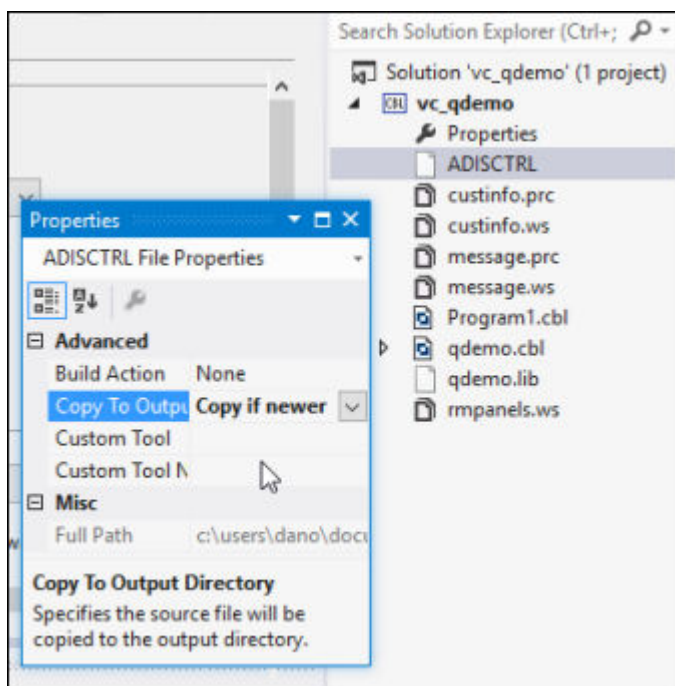 Search Solution Explorer (Ctrl+;
Solution 'vc_qdemo' (1 project)
CBL vc_qdemo
Properties
ADISCTRL
custinfo.prc
custinfo.ws
message.prc
message.ws
Program1.cbl
qdemo.cbl
qdemo.lib
rmpanels.ws
Properties
ADISCTRL File Properties
Advanced
Build Action None
Copy To Outpu Copy if newer
Custom Tool
Custom Tool N
Misc
Full Path c:\users\dano\docu
Copy To Output Directory
Specifies the source file will be
copied to the output directory.